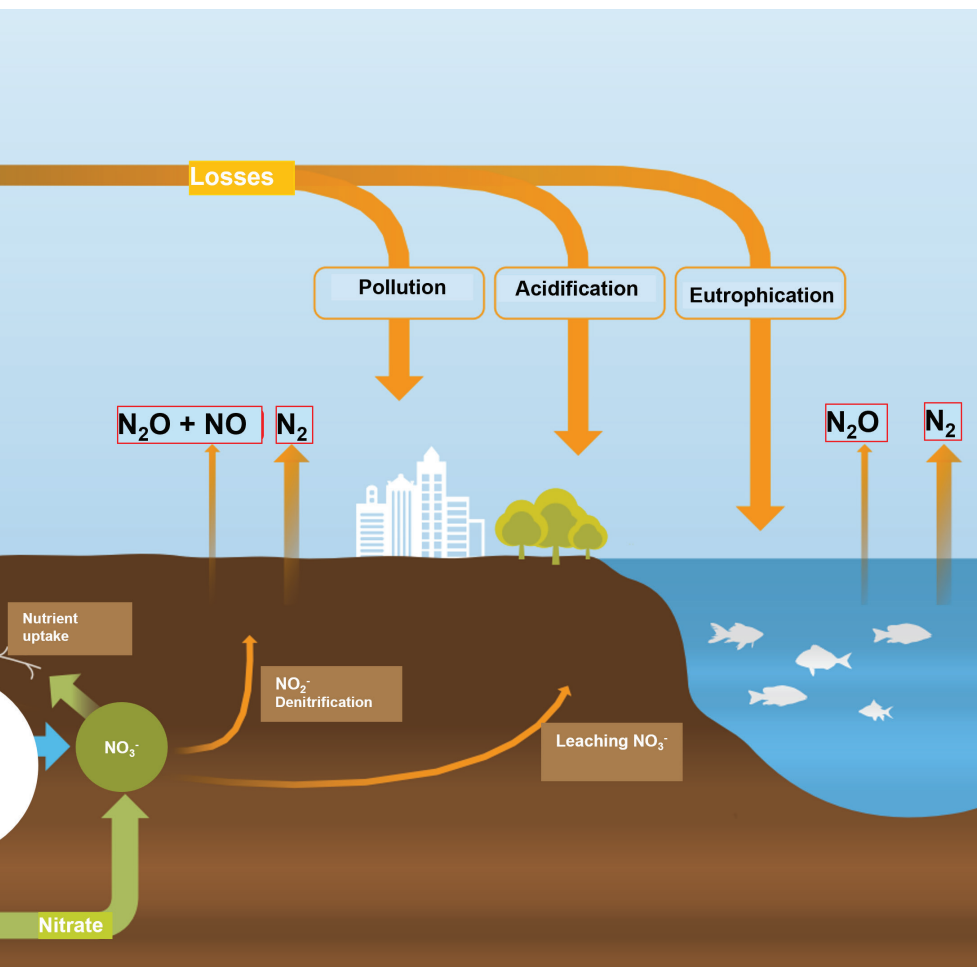 Losses
Pollution
Acidification
Eutrophication
N₂O + NO
N₂
N₂O
N₂
Nutrient
uptake
NO₂⁻
Denitrification
NO₃⁻
Leaching NO₃⁻
Nitrate